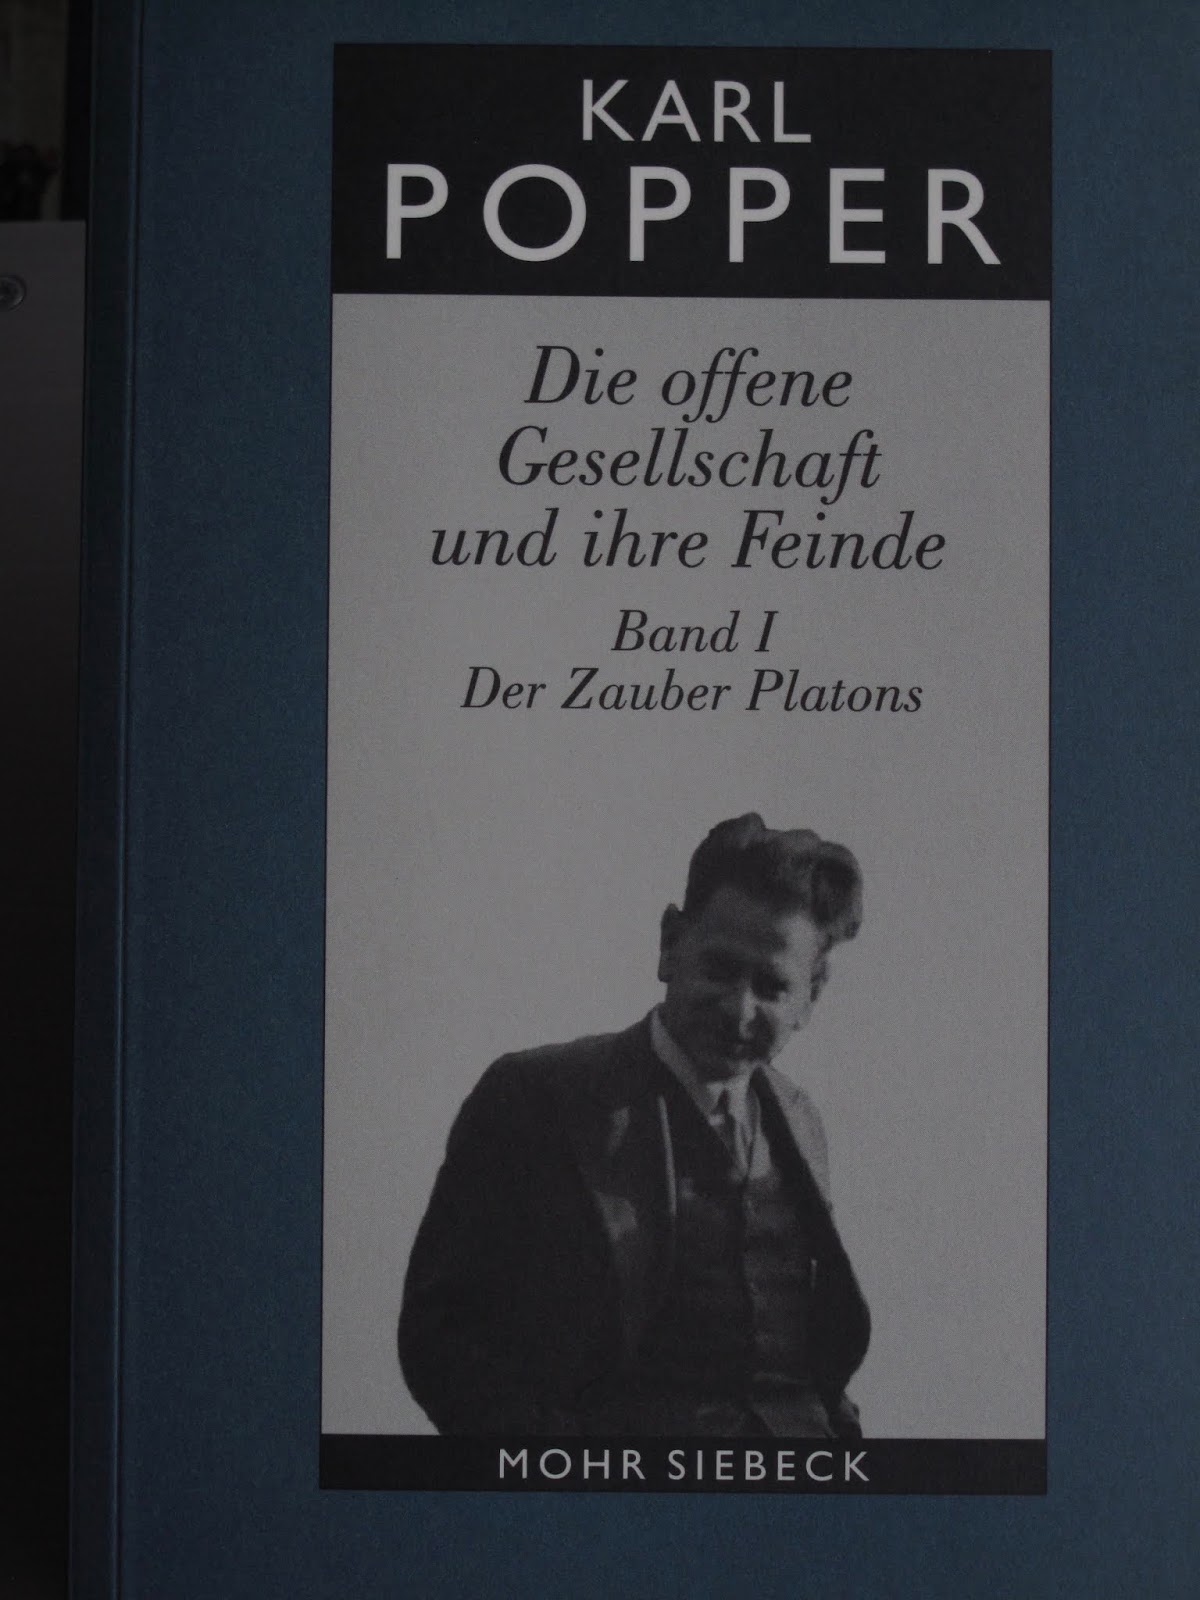 KARL
POPPER
Die offene
Gesellschaft
und ihre Feinde
Band I
Der Zauber Platons
MOHR SIEBECK